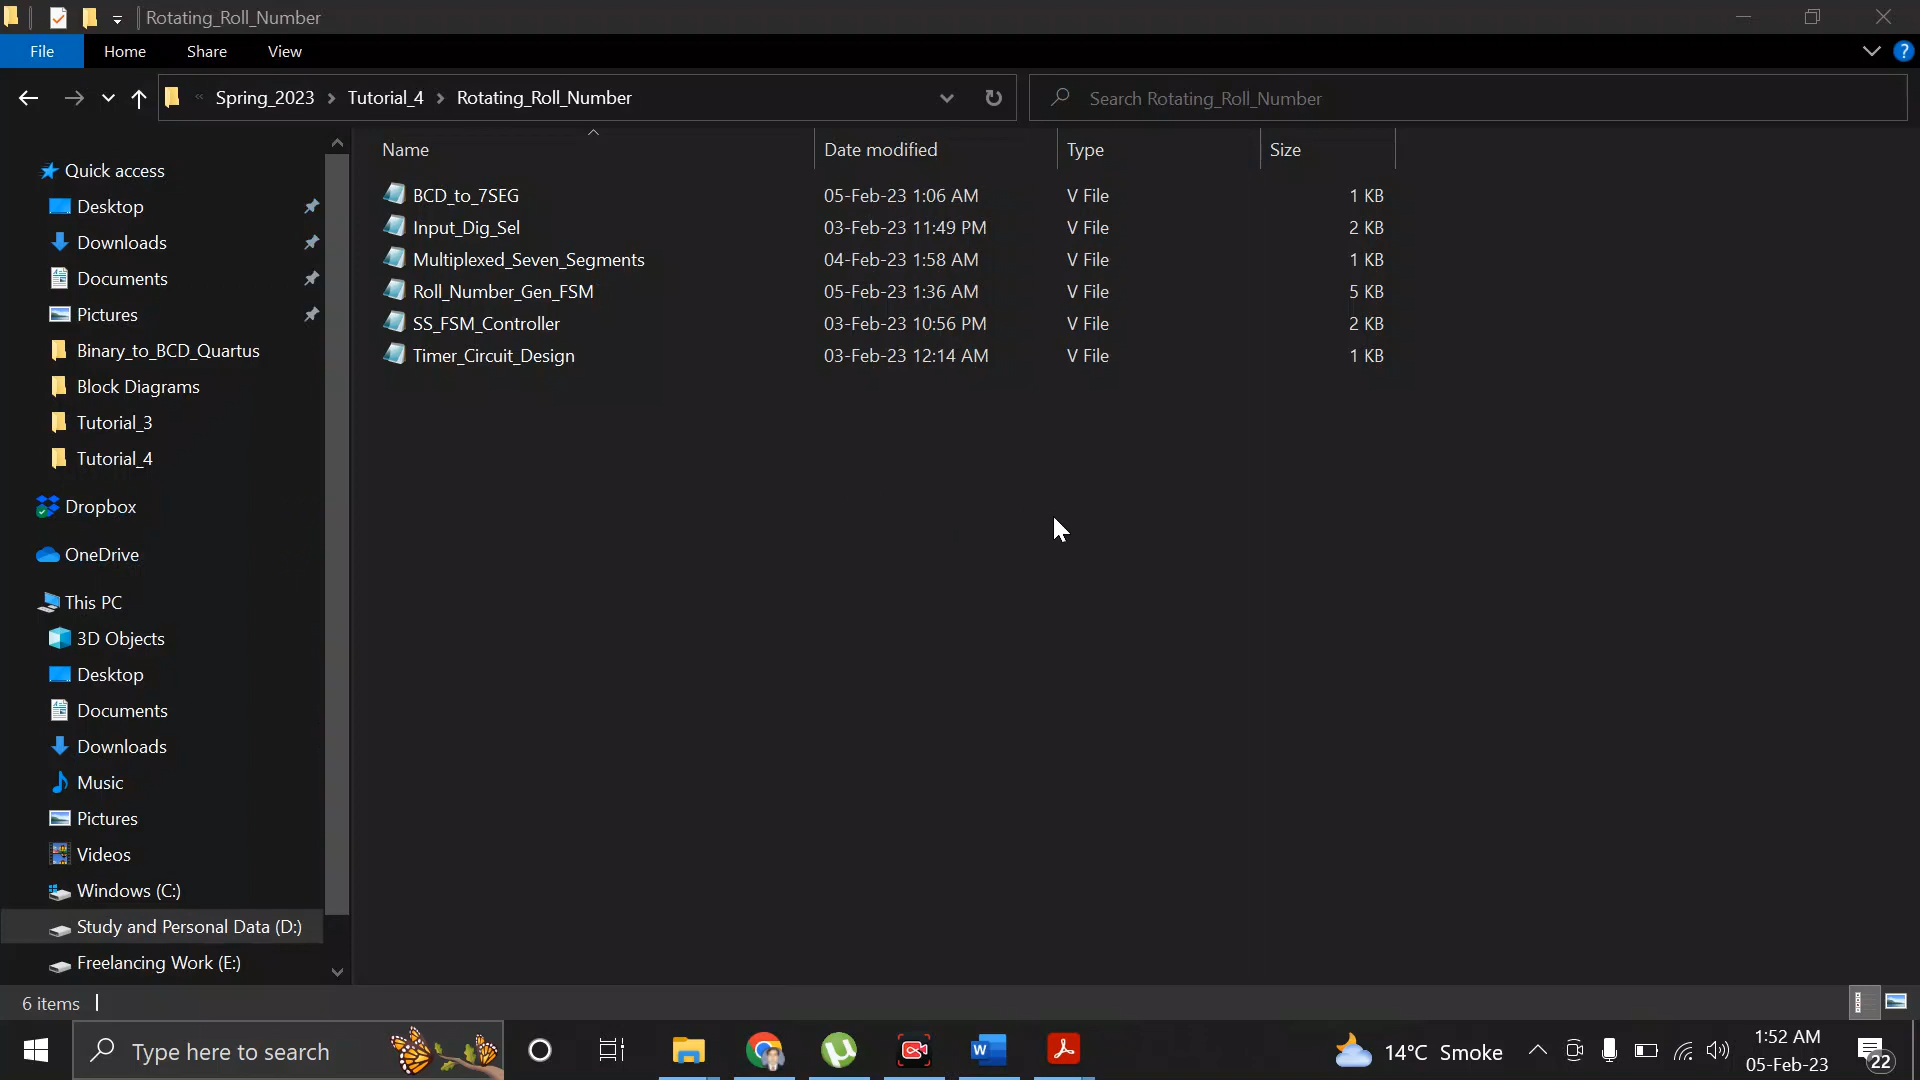 Rotating_Roll_Number
File Home Share View
Spring_2023 Tutorial_4 Rotating_Roll_Number
Search Rotating_Roll_Number
Name Date modified Type Size
BCD_to_7SEG 05-Feb-23 1:06 AM V File 1 KB
Input_Dig_Sel 03-Feb-23 11:49 PM V File 2 KB
Multiplexed_Seven_Segments 04-Feb-23 1:58 AM V File 1 KB
Roll_Number_Gen_FSM 05-Feb-23 1:36 AM V File 5 KB
SS_FSM_Controller 03-Feb-23 10:56 PM V File 2 KB
Timer_Circuit_Design 03-Feb-23 12:14 AM V File 1 KB
Quick access
Desktop
Downloads
Documents
Pictures
Binary_to_BCD_Quartus
Block Diagrams
Tutorial_3
Tutorial_4
Dropbox
OneDrive
This PC
3D Objects
Desktop
Documents
Downloads
Music
Pictures
Videos
Windows (C:)
Study and Personal Data (D:)
Freelancing Work (E:)
6 items
Type here to search
14°C Smoke
1:52 AM
05-Feb-23
22